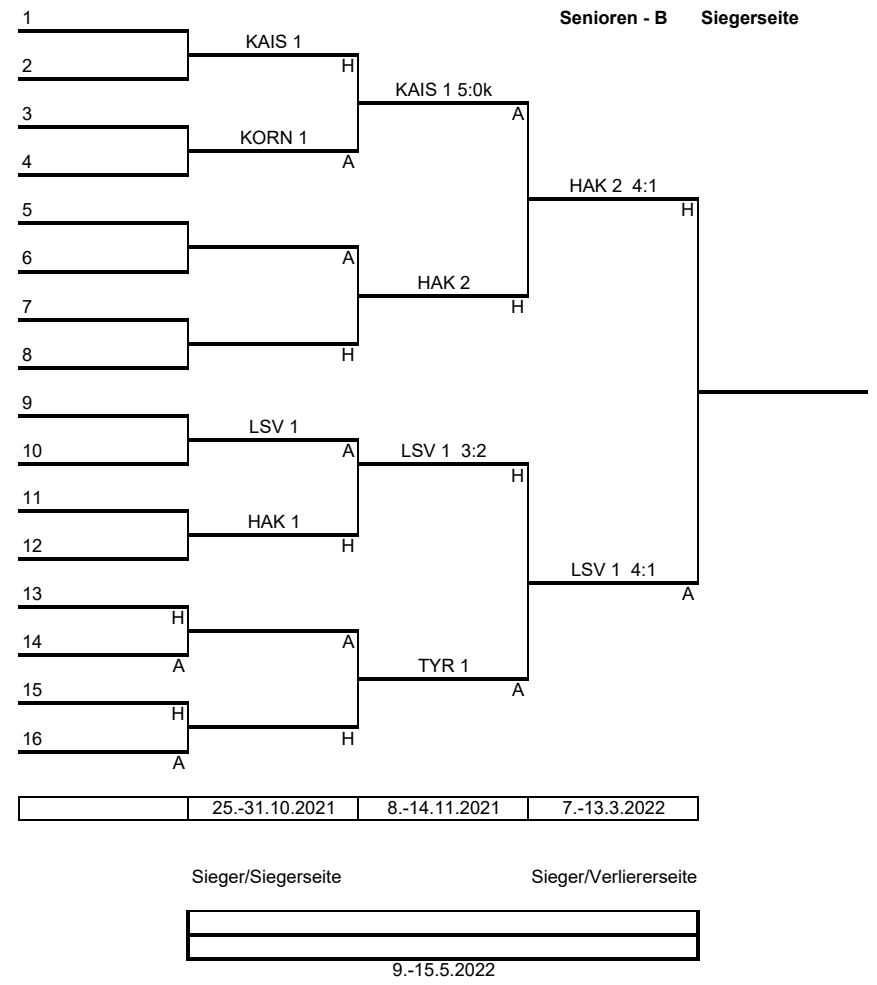 Senioren - B Siegerseite
1
KAIS 1
2 H
KAIS 1 5:0k
3 A
KORN 1
4 A
HAK 2 4:1
5 H
6 A
HAK 2
7 H
8 H
9
LSV 1
10 A LSV 1 3:2
H
11
HAK 1
12 H
LSV 1 4:1
13 A
H
14 A
A TYR 1
15 A
H
16 H
A
25.-31.10.2021 8.-14.11.2021 7.-13.3.2022
Sieger/Siegerseite Sieger/Verliererseite
9.-15.5.2022